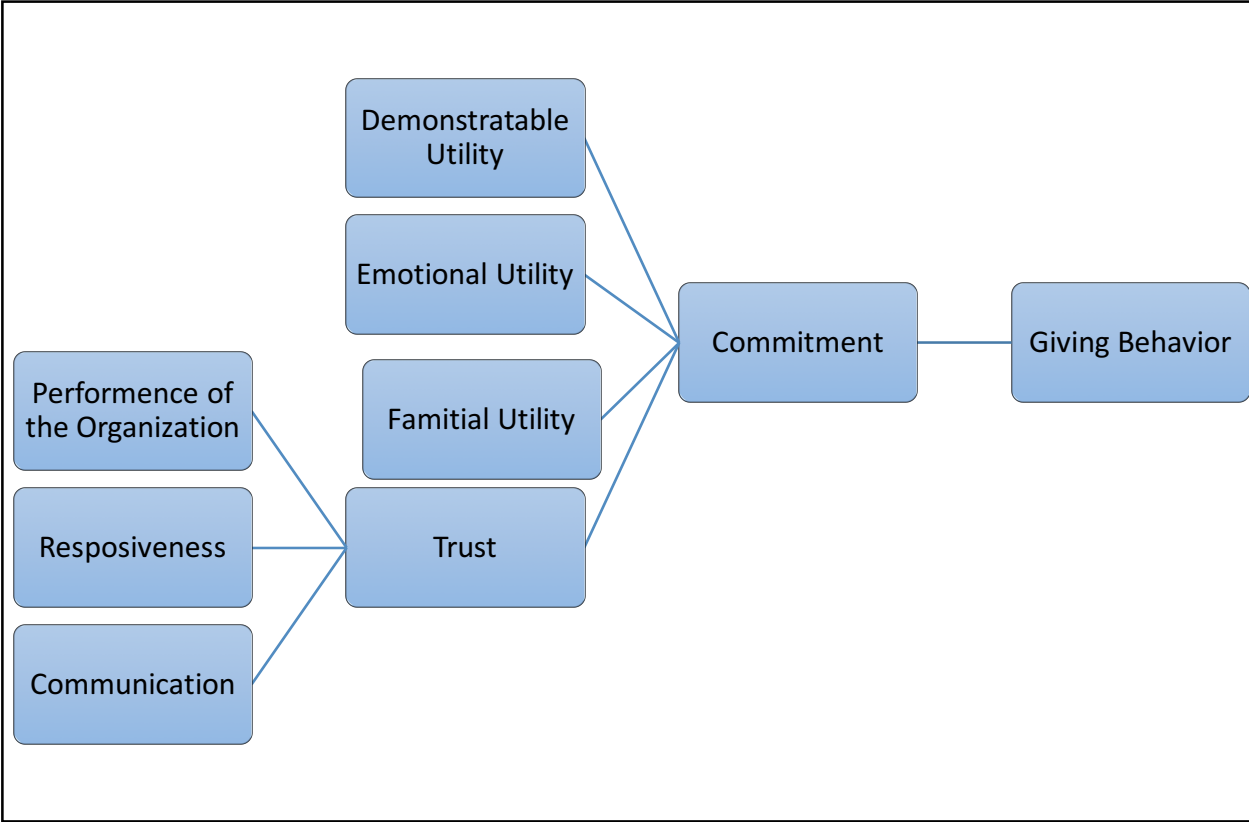 Demonstratable
Utility
Emotional Utility
Commitment
Giving Behavior
Performence of
the Organization
Famitial Utility
Resposiveness
Trust
Communication